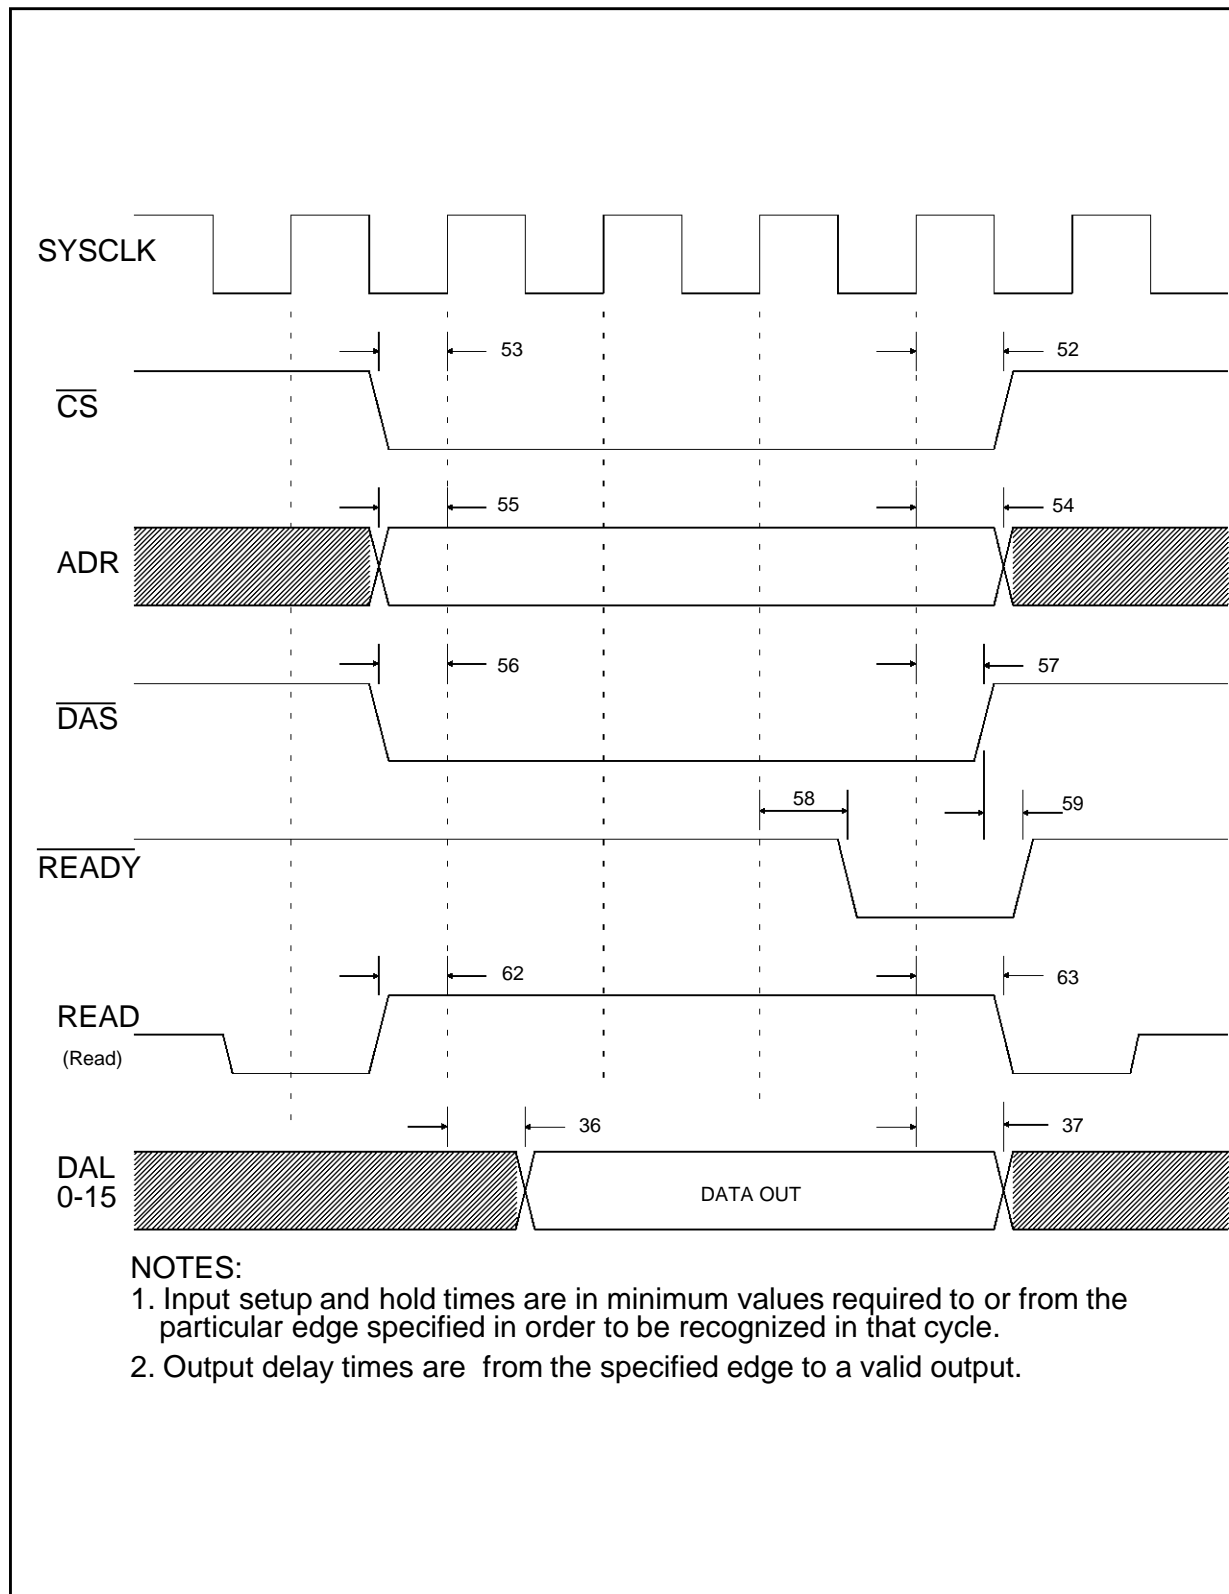 SYSCLK
53
52
CS
55
54
ADR
56
57
DAS
58
59
READY
62
63
READ
(Read)
36
37
DAL
0-15
DATA OUT
NOTES:
1. Input setup and hold times are in minimum values required to or from the
particular edge specified in order to be recognized in that cycle.
2. Output delay times are from the specified edge to a valid output.